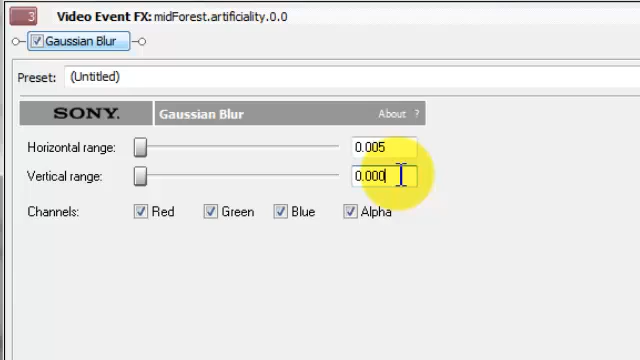 3 Video Event FX: midForest.artificiality.0.0
Gaussian Blur
Preset: (Untitled)
SONY. Gaussian Blur About ?
Horizontal range: 0.005
Vertical range: 0.000
Channels: Red Green Blue Alpha